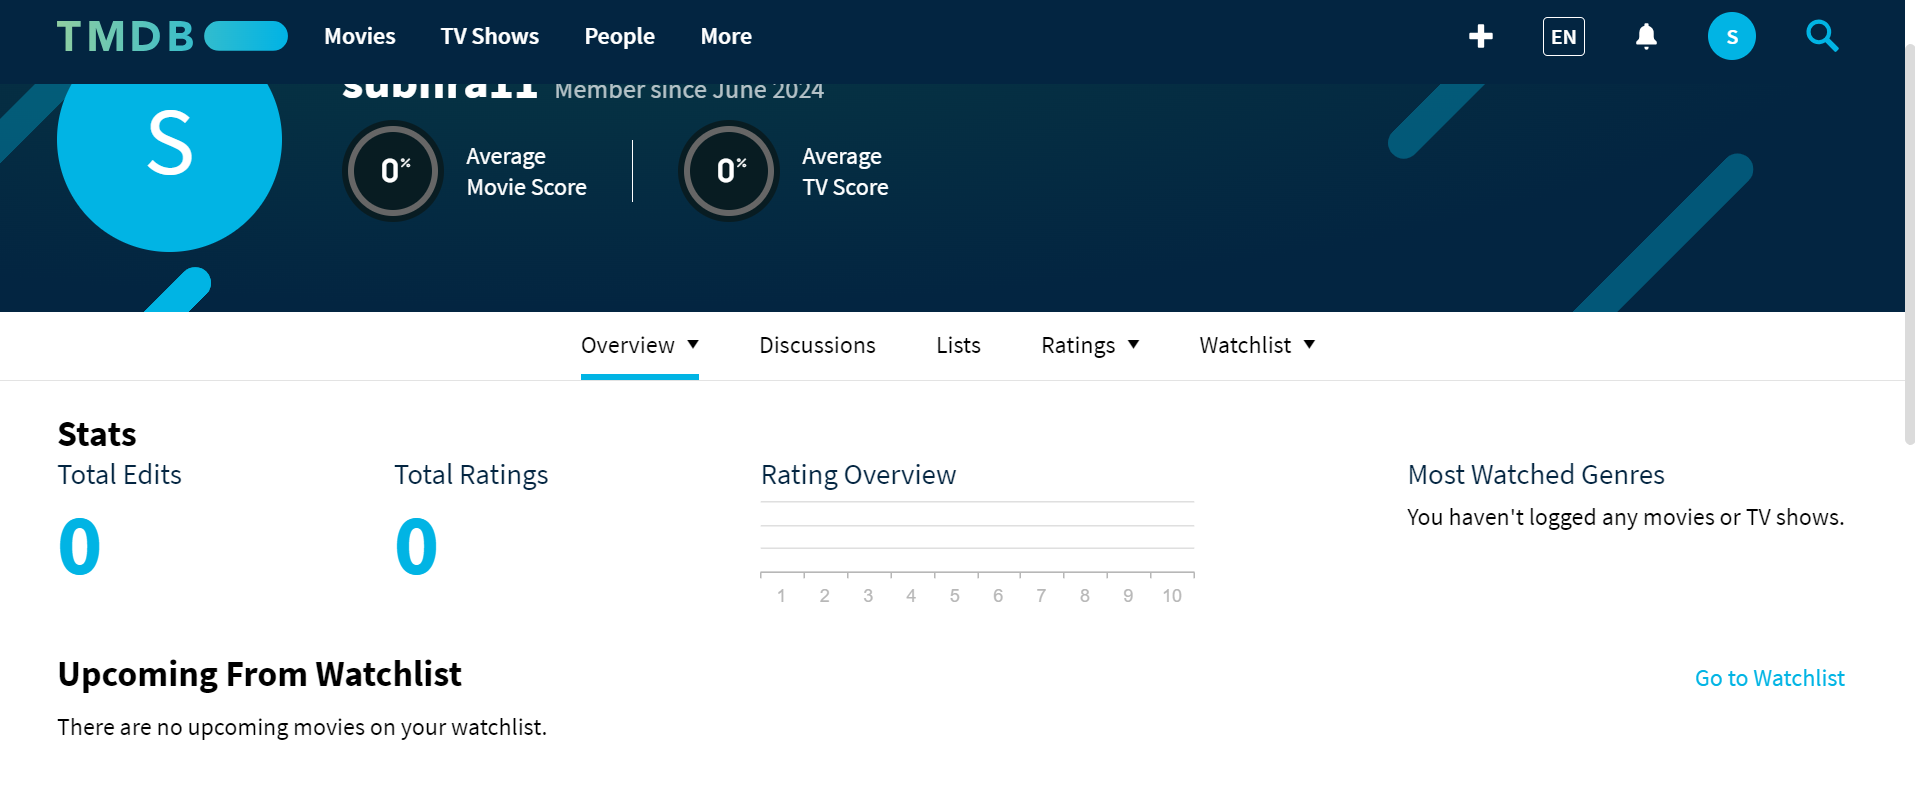 TMDB Movies TV Shows People More EN S
S
Member since June 2024
0% Average Movie Score
0% Average TV Score
Overview Discussions Lists Ratings Watchlist
Stats
Total Edits
0
Total Ratings
0
Rating Overview
1 2 3 4 5 6 7 8 9 10
Most Watched Genres
You haven't logged any movies or TV shows.
Upcoming From Watchlist
Go to Watchlist
There are no upcoming movies on your watchlist.